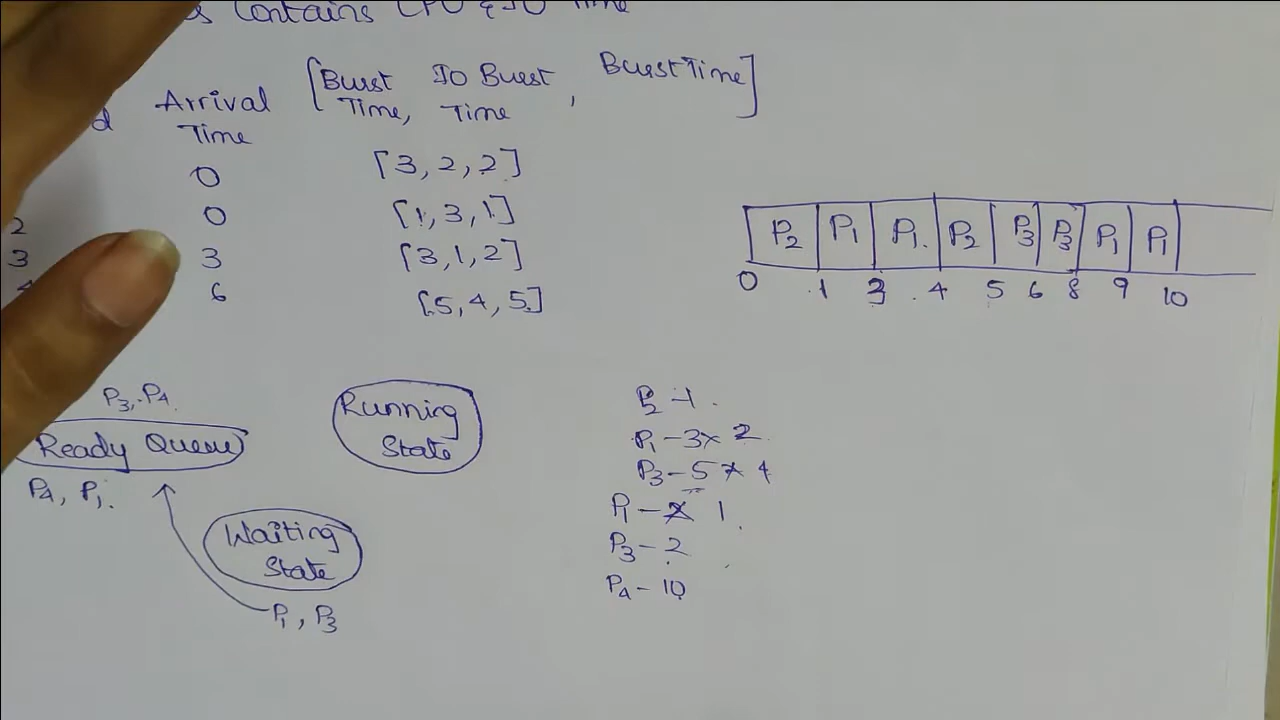 s Contains CPU & IO Time
[Burst Time, IO Burst Time, Burst Time]
d Arrival Time
0 [3, 2, 2]
2 0 [1, 3, 1]
3 3 [3, 1, 2]
4 6 [5, 4, 5]
P2 P1 P1. P2 P3 P3 P1 P1
0 1 3 4 5 6 8 9 10
P3, P4.
Ready Queue
P4, P1.
Running State
Waiting State
P1, P3
P2 - 1.
P1 - 3 2
P3 - 5 4
P1 - 1.
P3 - 2
P4 - 10